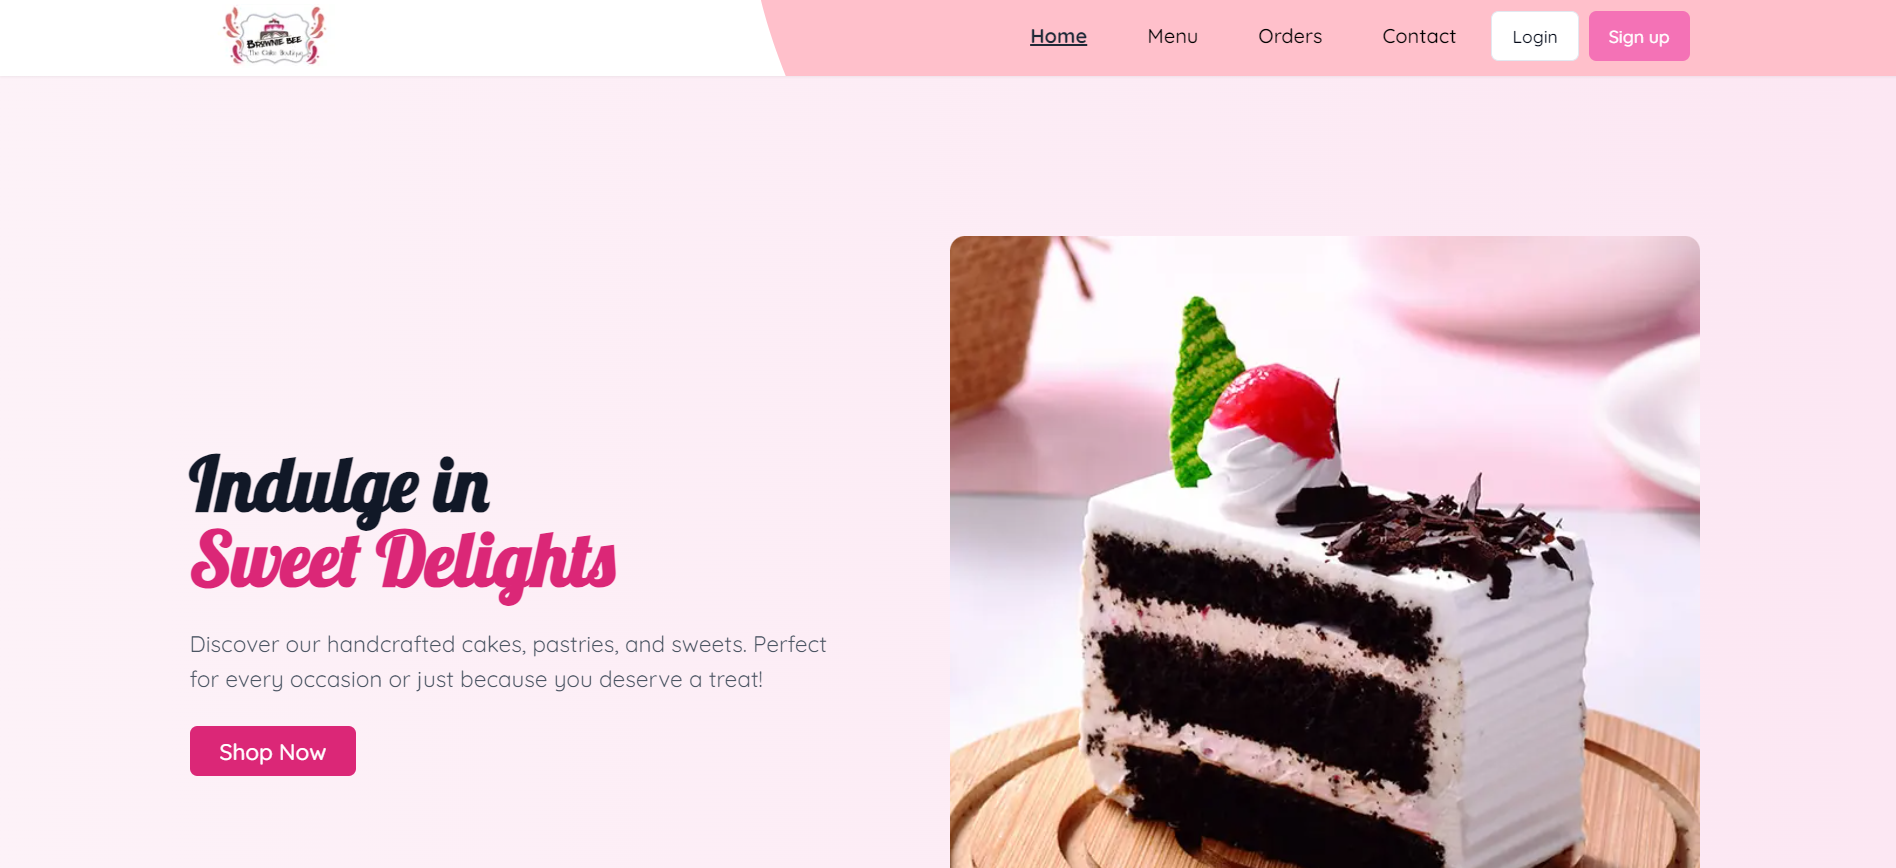 BROWNIE BEE
The Cake Boutique
Home
Menu
Orders
Contact
Login
Sign up
Indulge in
Sweet Delights
Discover our handcrafted cakes, pastries, and sweets. Perfect
for every occasion or just because you deserve a treat!
Shop Now